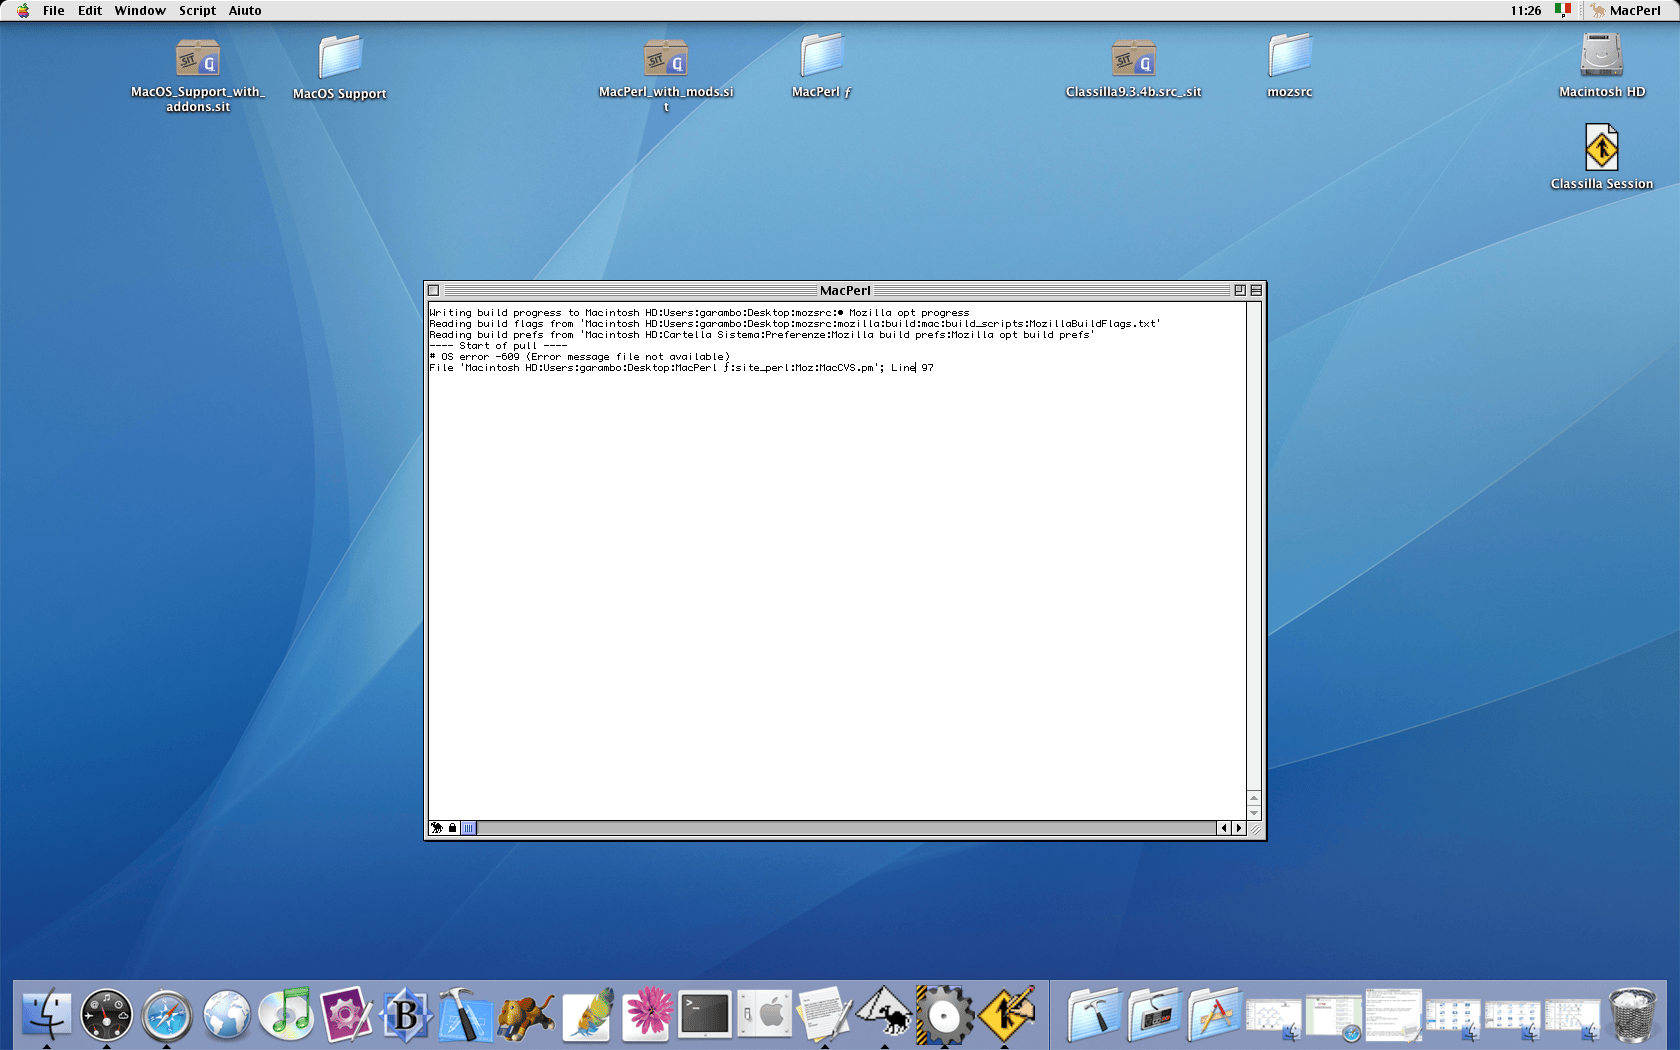 File Edit Window Script Aiuto 11:26 MacPerl
MacOS_Support_with_
addons.sit
MacOS Support
MacPerl_with_mods.si
t
MacPerl ƒ
Classilla9.3.4b.src_.sit
mozsrc
Macintosh HD
Classilla Session
MacPerl
Writing build progress to Macintosh HD:Users:garambo:Desktop:mozsrc:● Mozilla opt progress
Reading build flags from 'Macintosh HD:Users:garambo:Desktop:mozsrc:mozilla:build:mac:build_scripts:MozillaBuildFlags.txt'
Reading build prefs from 'Macintosh HD:Cartella Sistema:Preferenze:Mozilla build prefs:Mozilla opt build prefs'
---- Start of pull ----
# OS error -609 (Error message file not available)
File 'Macintosh HD:Users:garambo:Desktop:MacPerl ƒ:site_perl:Moz:MacCVS.pm'; Line 97